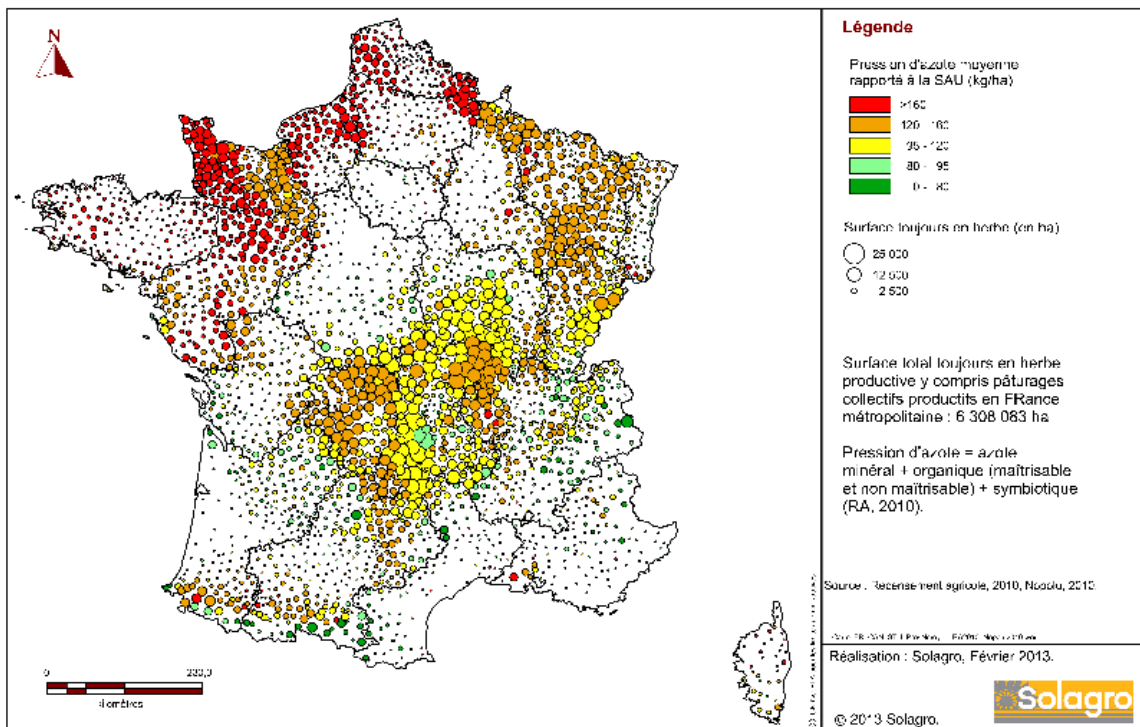 N
Légende
Pression d'azote moyenne
rapporté à la SAU (kg/ha)
>160
120 - 160
95 - 120
80 - 95
0 - 80
Surface toujours en herbe (en ha)
25 000
12 500
2 500
Surface total toujours en herbe
productive y compris pâturages
collectifs productifs en FRance
métropolitaine : 6 308 083 ha
Pression d'azote = azote
minéral + organique (maîtrisable
et non maîtrisable) + symbiotique
(RA, 2010).
Source : Recensement agricole, 2010, Nopolu, 2010.
Réalisation : Solagro, Février 2013.
Solagro
© 2013 Solagro.
0
kilomètres